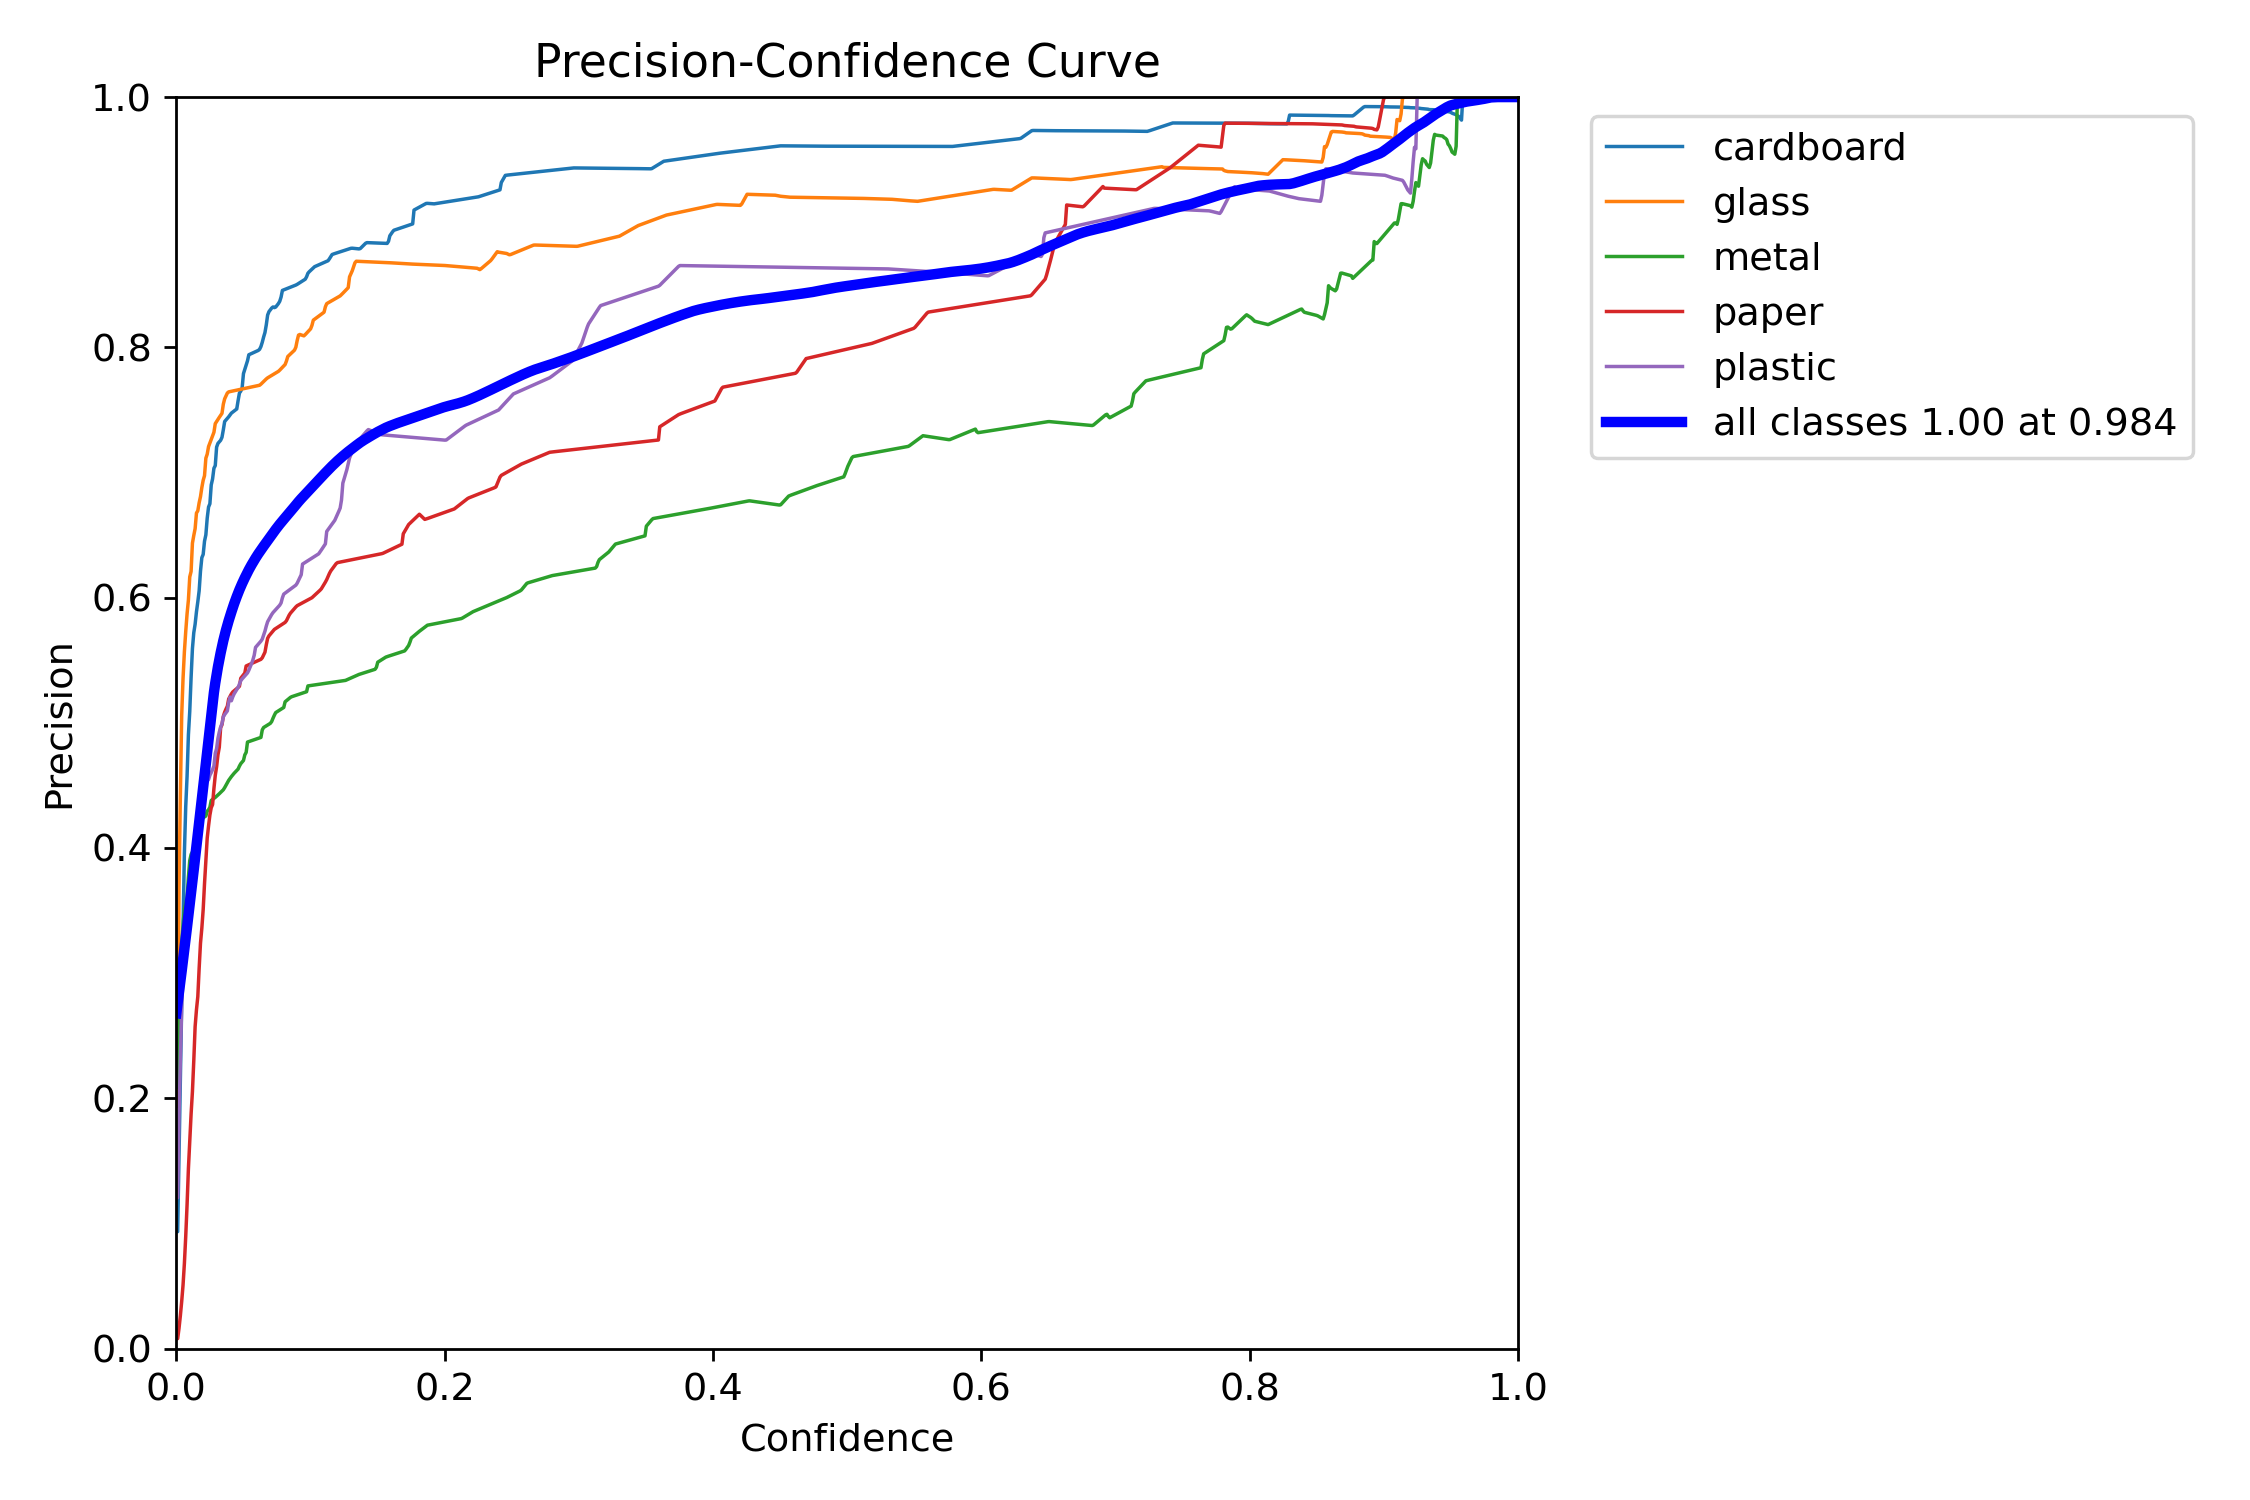 Precision-Confidence Curve
1.0
0.8
0.6
0.4
0.2
0.0
Precision
0.0 0.2 0.4 0.6 0.8 1.0
Confidence
cardboard
glass
metal
paper
plastic
all classes 1.00 at 0.984